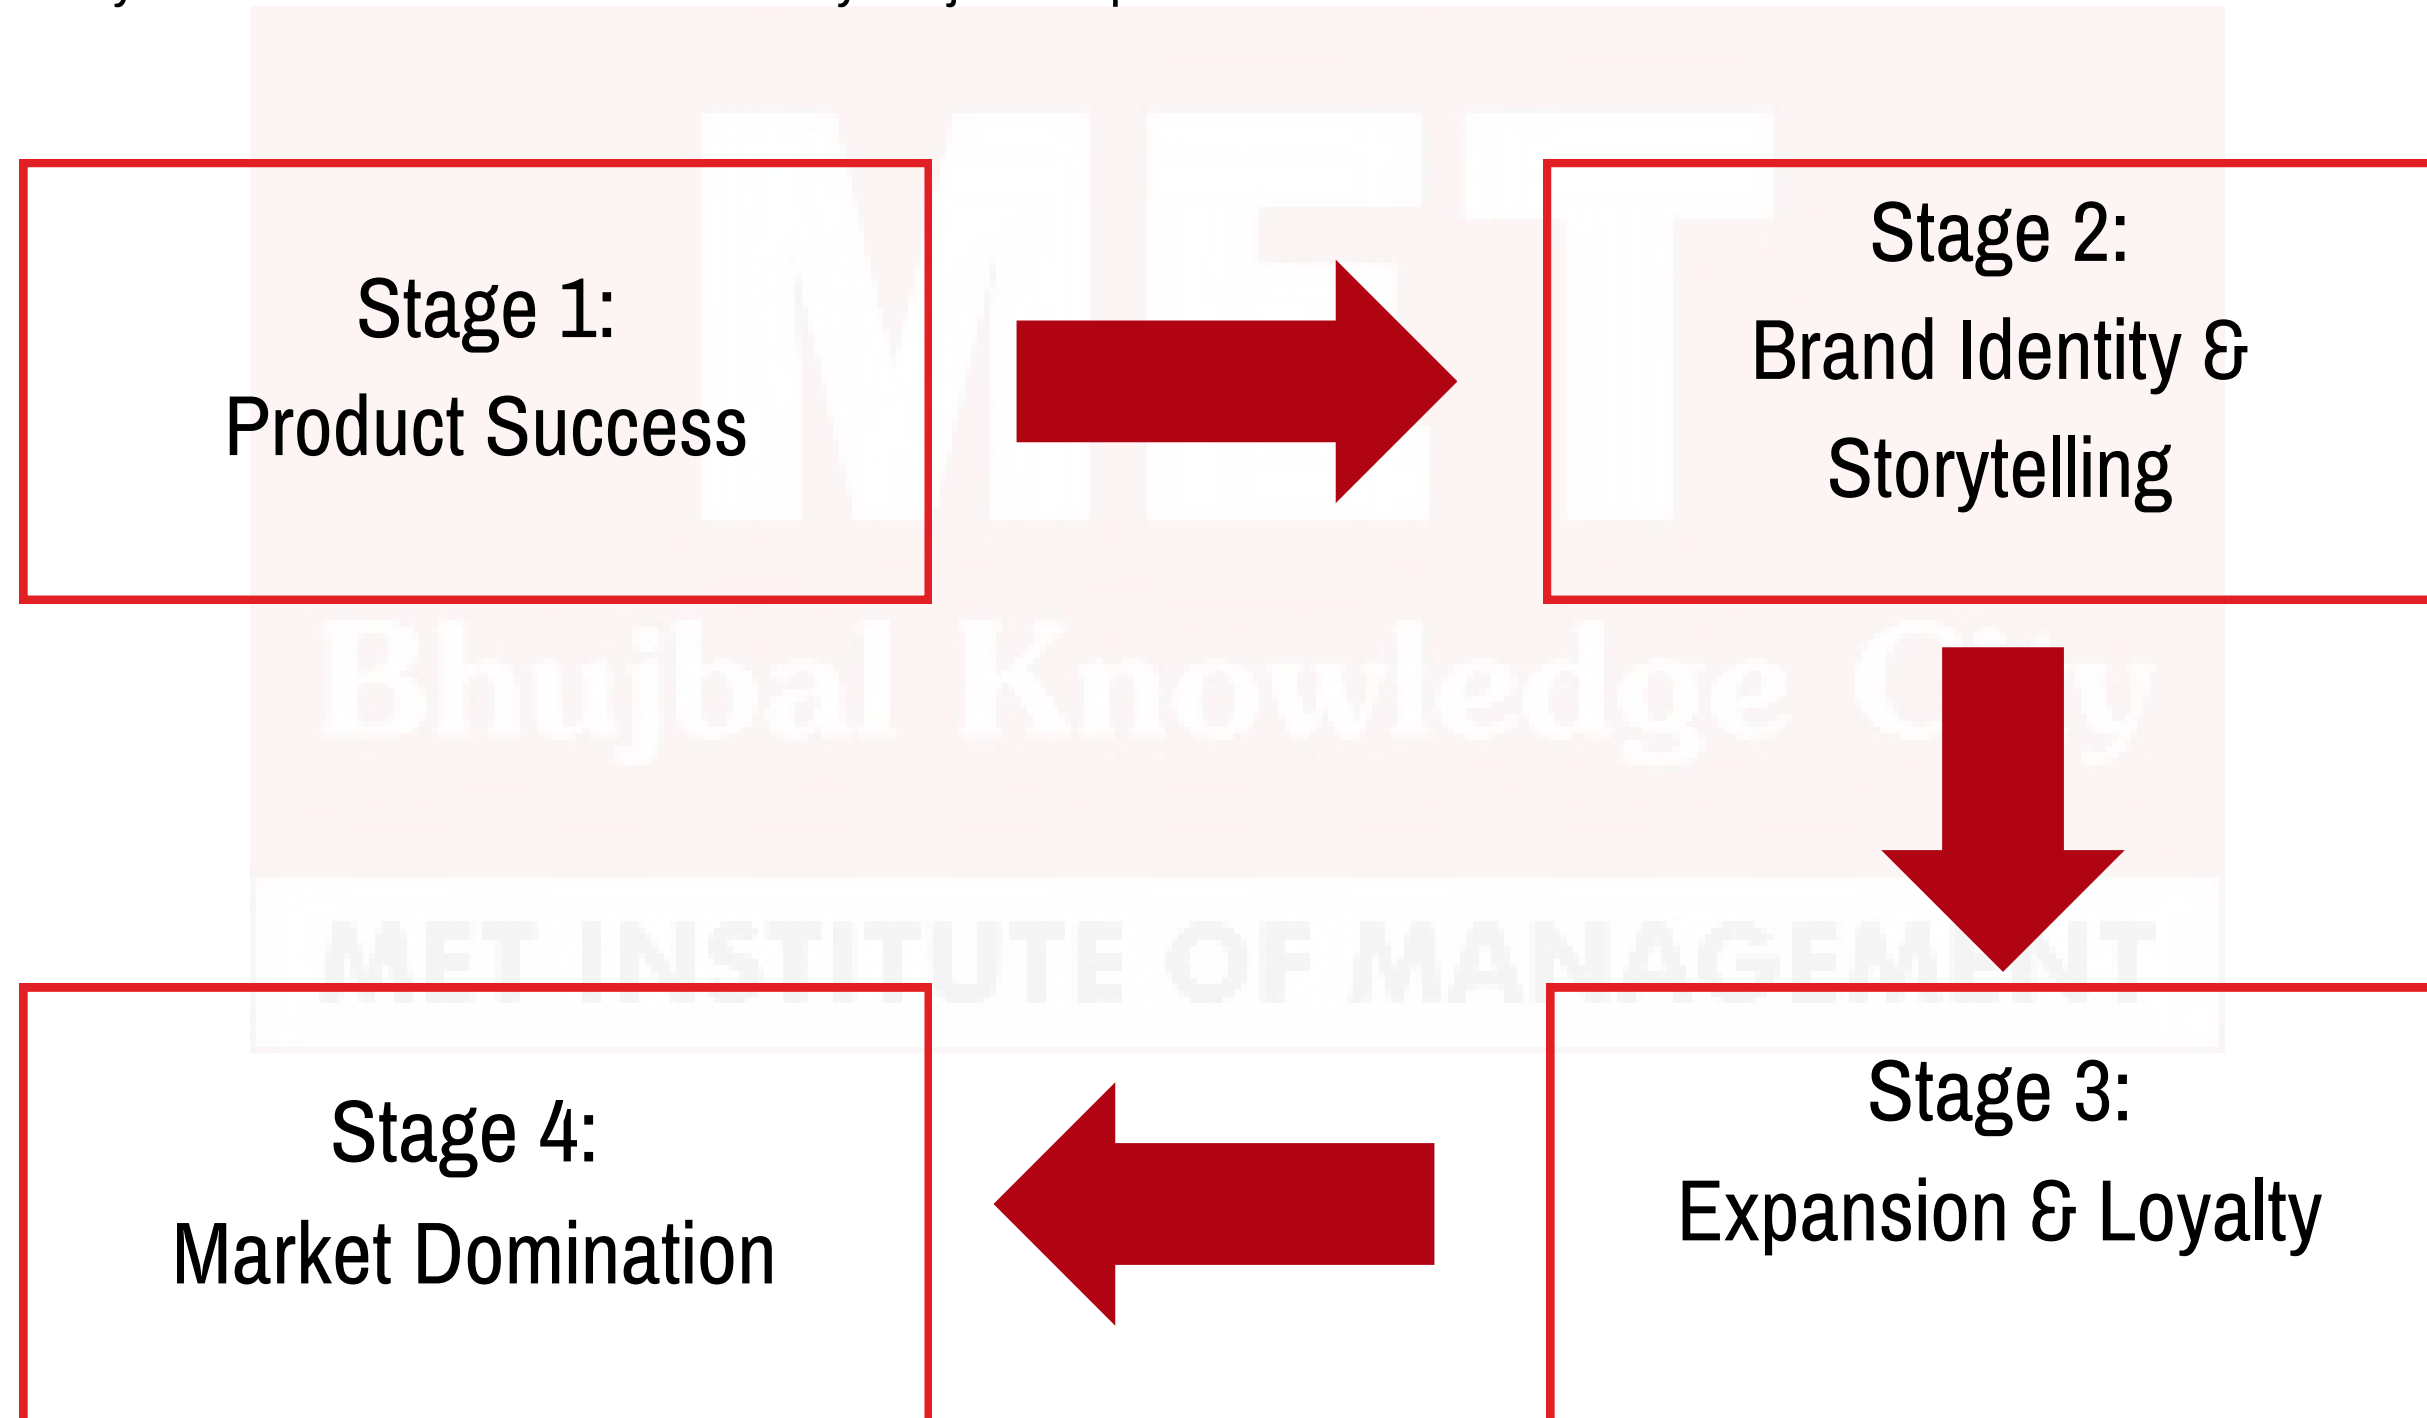 Stage 1:
Product Success
Stage 2:
Brand Identity &
Storytelling
Stage 3:
Expansion & Loyalty
Stage 4:
Market Domination
MET
Bhujbal Knowledge City
MET INSTITUTE OF MANAGEMENT